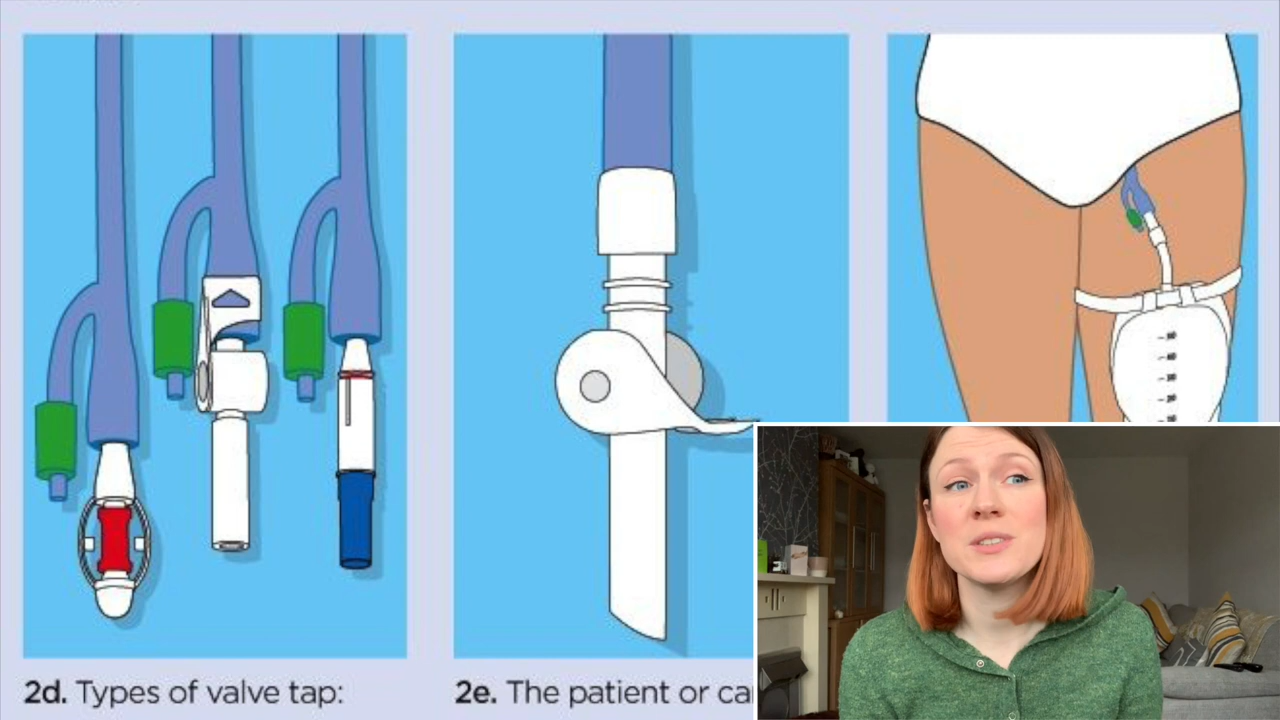 2d. Types of valve tap:
2e. The patient or ca